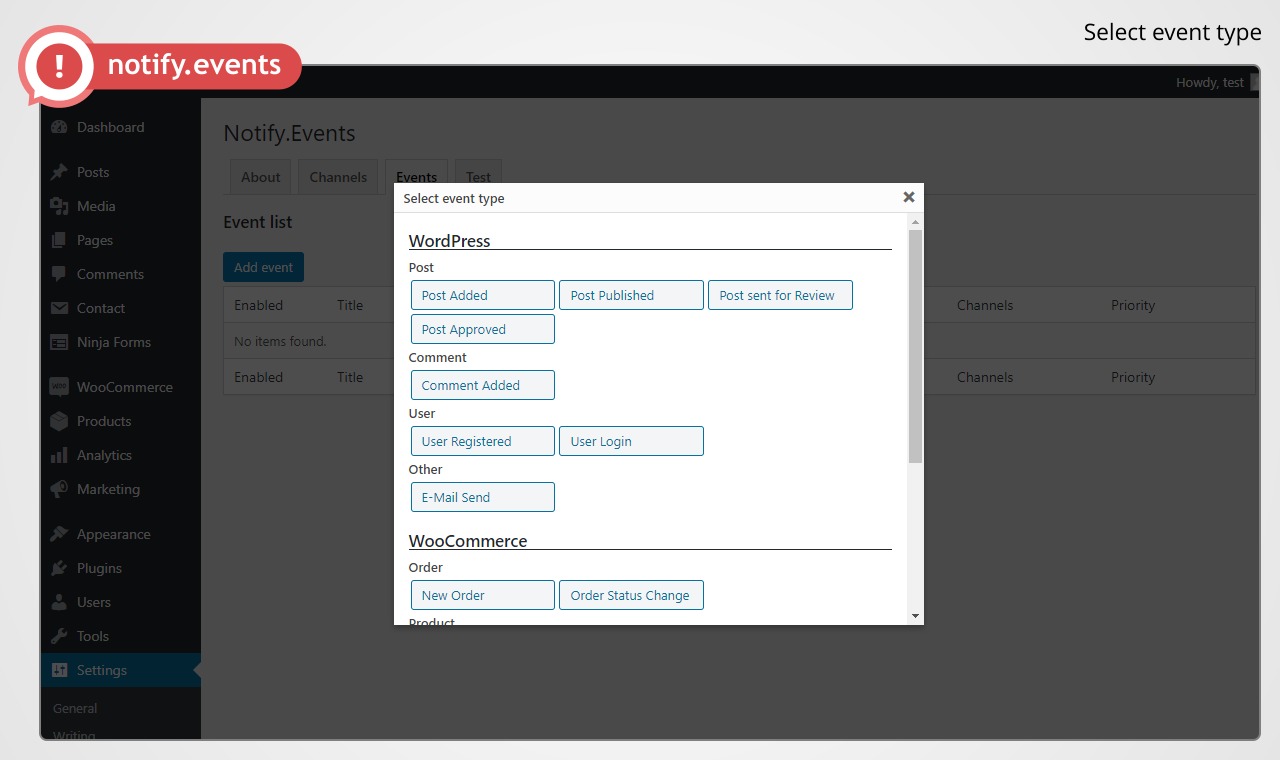 Select event type
! notify.events
Howdy, test
Dashboard
Posts
Media
Pages
Comments
Contact
Ninja Forms
WooCommerce
Products
Analytics
Marketing
Appearance
Plugins
Users
Tools
Settings
General
Writing
Notify.Events
About Channels Events Test
Event list
Add event
Enabled Title Channels Priority
No items found.
Enabled Title Channels Priority
Select event type
WordPress
Post
Post Added Post Published Post sent for Review
Post Approved
Comment
Comment Added
User
User Registered User Login
Other
E-Mail Send
WooCommerce
Order
New Order Order Status Change
Product